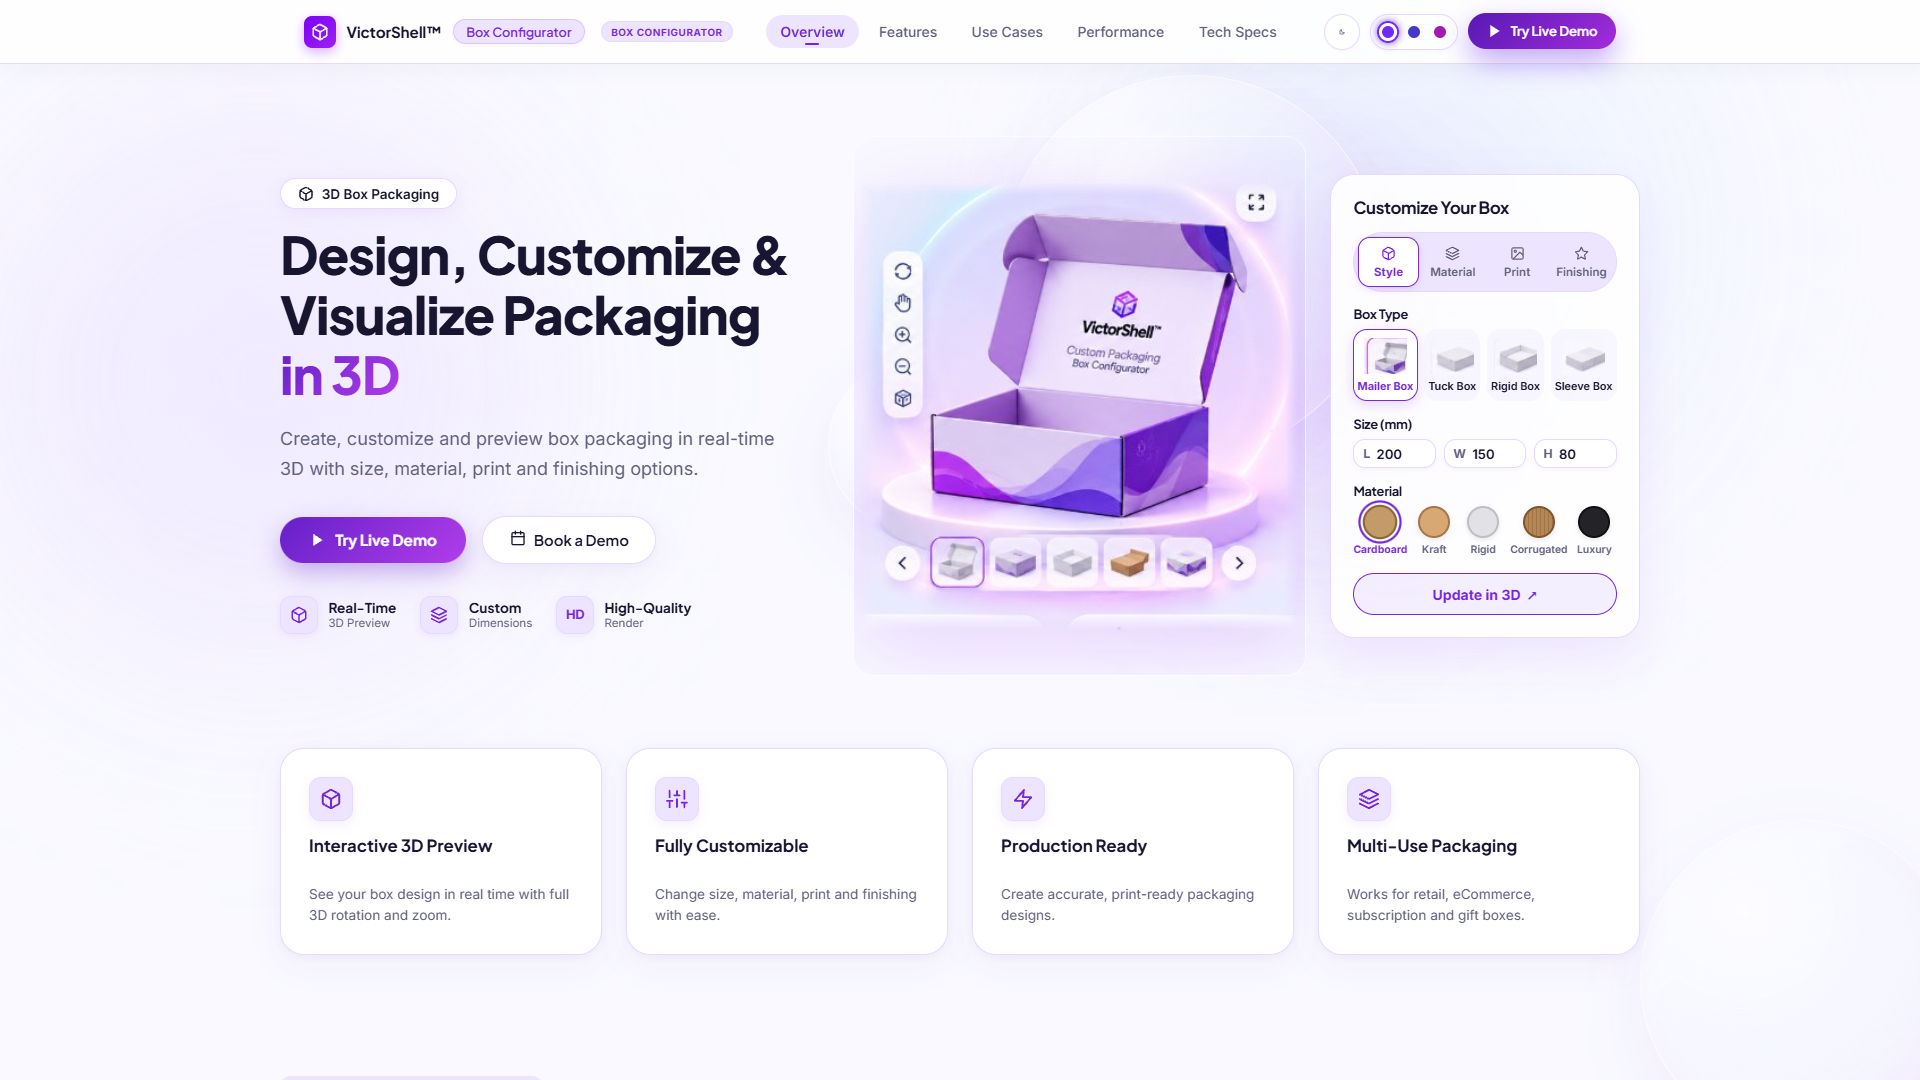 VictorShell™
Box Configurator
BOX CONFIGURATOR
Overview
Features
Use Cases
Performance
Tech Specs
Try Live Demo
3D Box Packaging
Design, Customize &
Visualize Packaging
in 3D
Create, customize and preview box packaging in real-time
3D with size, material, print and finishing options.
Try Live Demo
Book a Demo
Real-Time
3D Preview
Custom
Dimensions
HD
High-Quality
Render
VictorShell™
Custom Packaging
Box Configurator
Customize Your Box
Style
Material
Print
Finishing
Box Type
Mailer Box
Tuck Box
Rigid Box
Sleeve Box
Size (mm)
L 200
W 150
H 80
Material
Cardboard
Kraft
Rigid
Corrugated
Luxury
Update in 3D ↗
Interactive 3D Preview
See your box design in real time with full
3D rotation and zoom.
Fully Customizable
Change size, material, print and finishing
with ease.
Production Ready
Create accurate, print-ready packaging
designs.
Multi-Use Packaging
Works for retail, eCommerce,
subscription and gift boxes.